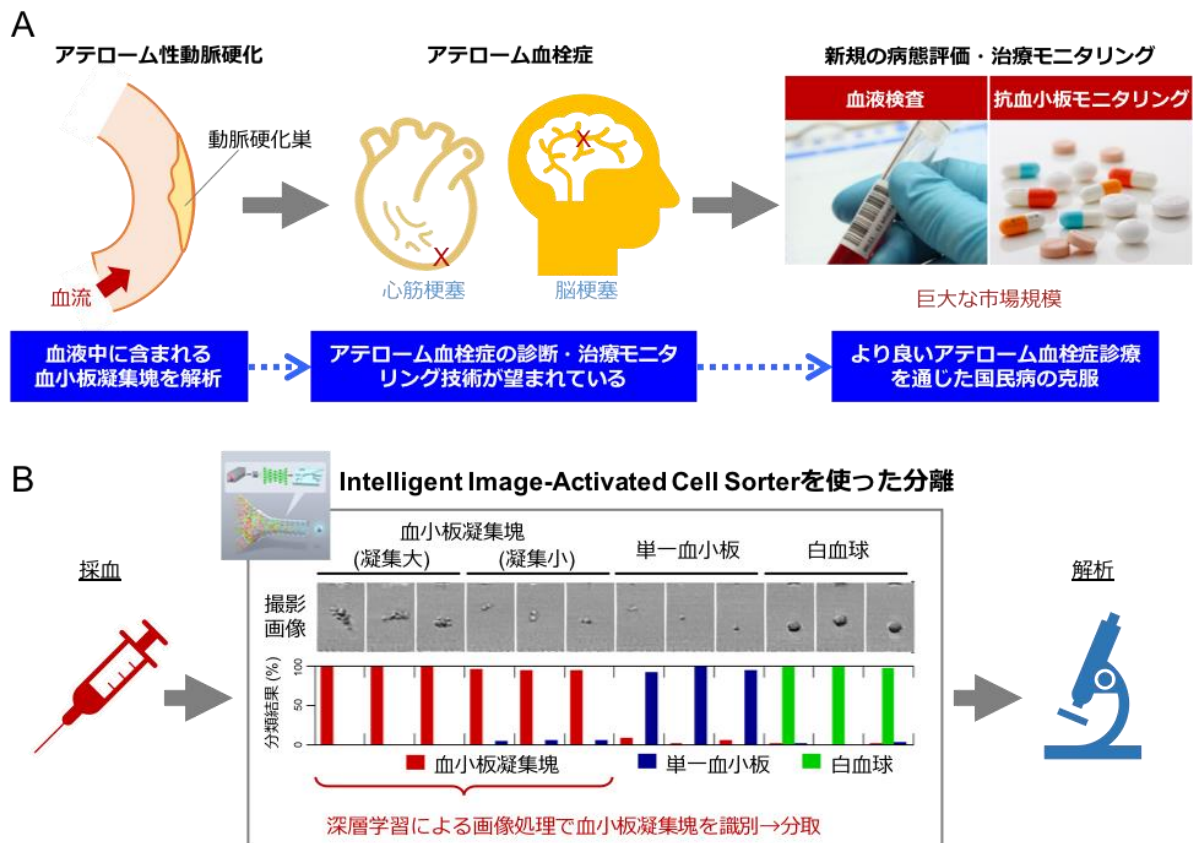 A
アテローム性動脈硬化
アテローム血栓症
新規の病態評価・治療モニタリング
血液検査
抗血小板モニタリング
動脈硬化巣
X
X
血流
心筋梗塞
脳梗塞
巨大な市場規模
血液中に含まれる
血小板凝集塊を解析
アテローム血栓症の診断・治療モニタ
リング技術が望まれている
より良いアテローム血栓症診療
を通じた国民病の克服
B
Intelligent Image-Activated Cell Sorterを使った分離
採血
血小板凝集塊
(凝集大)
(凝集小)
単一血小板
白血球
解析
撮影
画像
分類結果 (%)
100
50
0
血小板凝集塊
単一血小板
白血球
深層学習による画像処理で血小板凝集塊を識別→分取